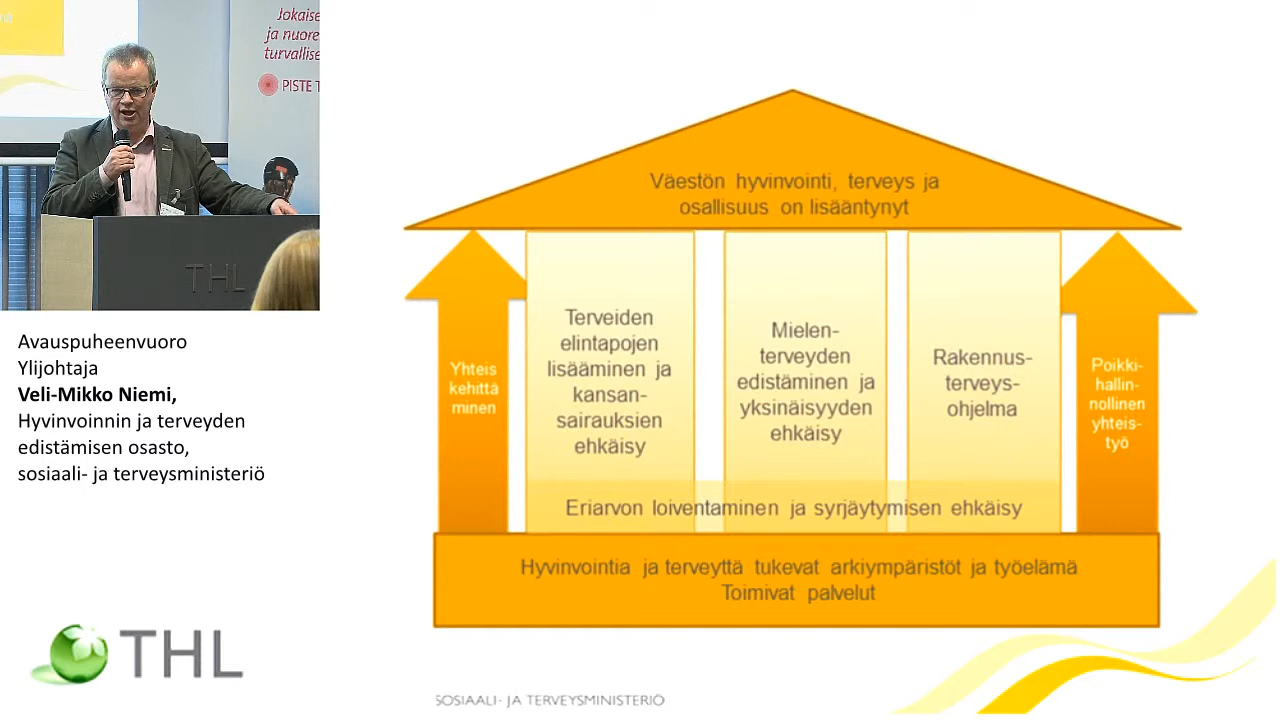 Jokaise
ja nuore
turvallise
PISTE T
THL
Avauspuheenvuoro
Ylijohtaja
Veli-Mikko Niemi,
Hyvinvoinnin ja terveyden
edistämisen osasto,
sosiaali- ja terveysministeriö
THL
Väestön hyvinvointi, terveys ja
osallisuus on lisääntynyt
Yhteis
kehittä
minen
Terveiden
elintapojen
lisääminen ja
kansan-
sairauksien
ehkäisy
Mielen-
terveyden
edistäminen ja
yksinäisyyden
ehkäisy
Rakennus-
terveys-
ohjelma
Poikki-
hallin-
nollinen
yhteis-
työ
Eriarvon loiventaminen ja syrjäytymisen ehkäisy
Hyvinvointia ja terveyttä tukevat arkiympäristöt ja työelämä
Toimivat palvelut
SOSIAALI- JA TERVEYSMINISTERIÖ